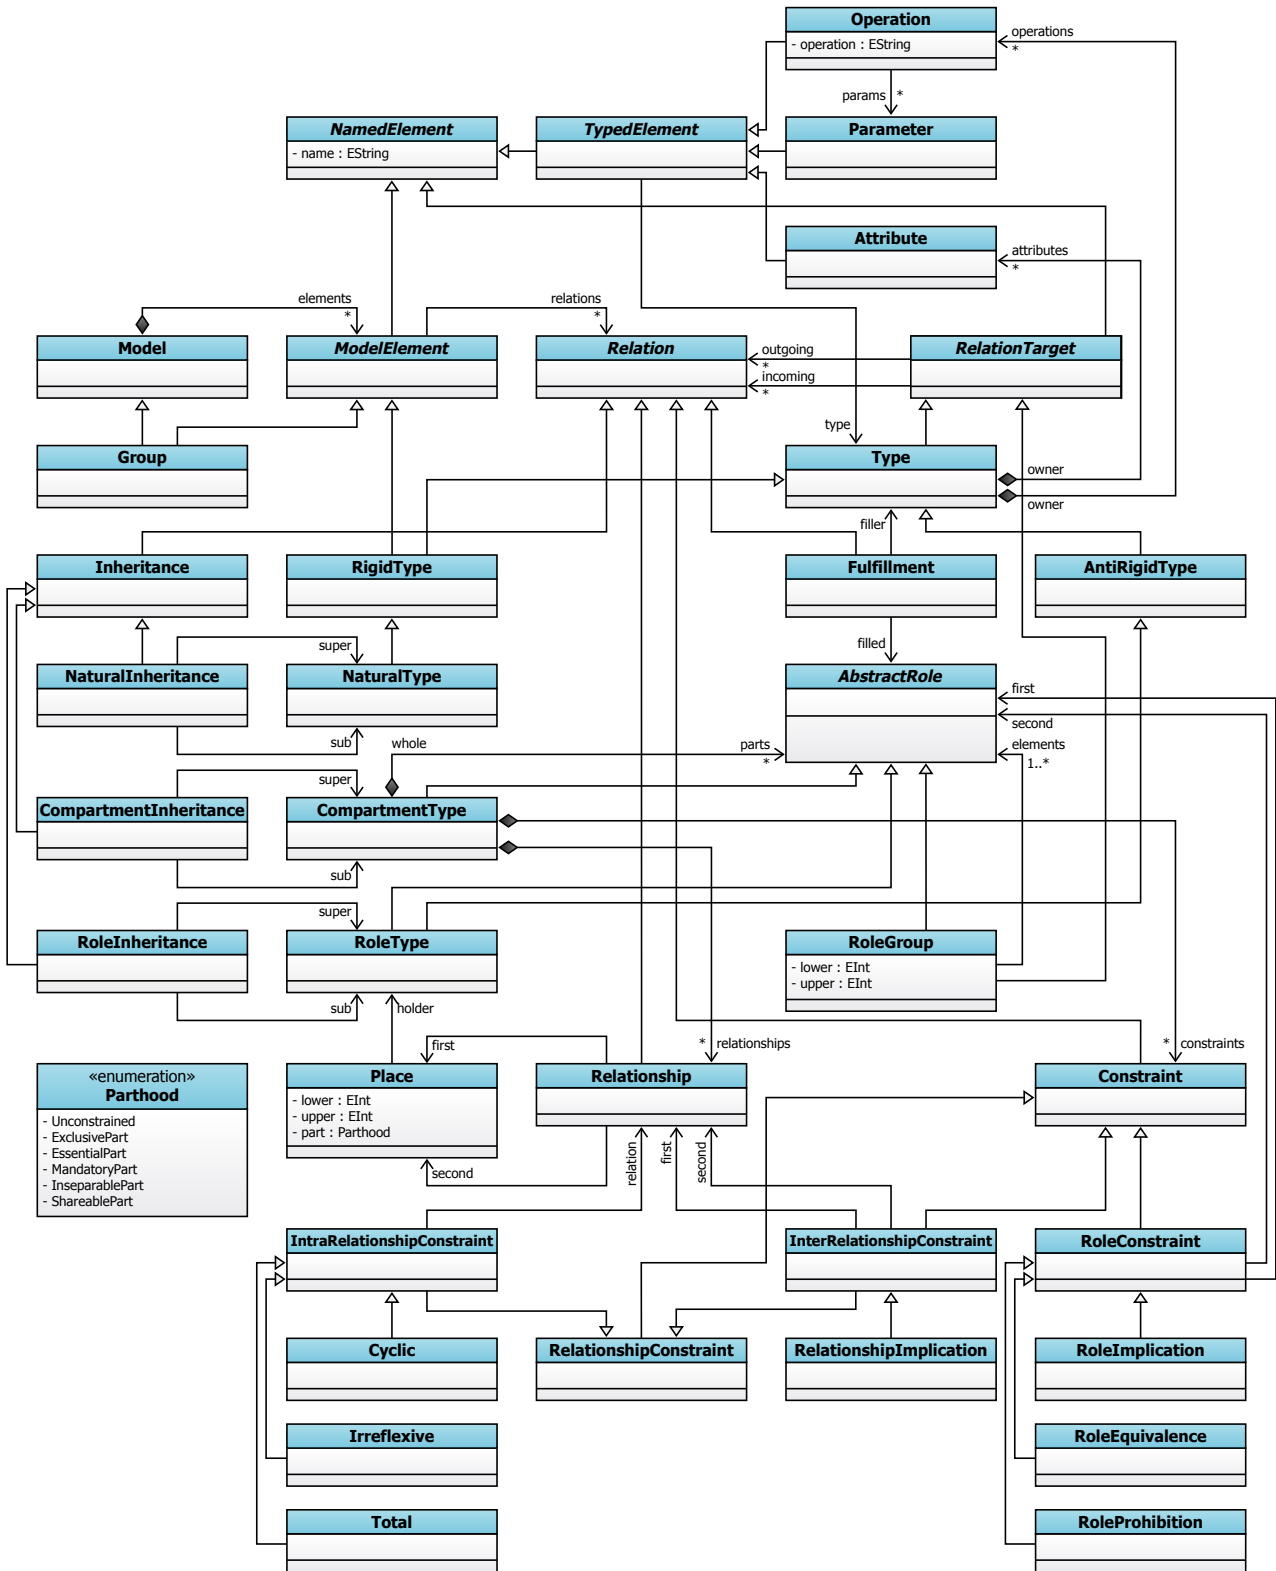 Operation
- operation : EString
operations
*
params
*
NamedElement
- name : EString
TypedElement
Parameter
Attribute
attributes
*
elements
*
relations
*
Model
ModelElement
Relation
outgoing
*
incoming
*
RelationTarget
type
Group
Type
owner
owner
filler
Inheritance
RigidType
Fulfillment
AntiRigidType
super
filled
NaturalInheritance
NaturalType
AbstractRole
first
second
sub
whole
parts
*
elements
1..*
super
CompartmentInheritance
CompartmentType
sub
super
RoleInheritance
RoleType
RoleGroup
- lower : EInt
- upper : EInt
sub
holder
first
*
relationships
*
constraints
«enumeration»
Parthood
- Unconstrained
- ExclusivePart
- EssentialPart
- MandatoryPart
- InseparablePart
- ShareablePart
Place
- lower : EInt
- upper : EInt
- part : Parthood
Relationship
Constraint
second
relation
first
second
IntraRelationshipConstraint
InterRelationshipConstraint
RoleConstraint
Cyclic
RelationshipConstraint
RelationshipImplication
RoleImplication
Irreflexive
RoleEquivalence
Total
RoleProhibition